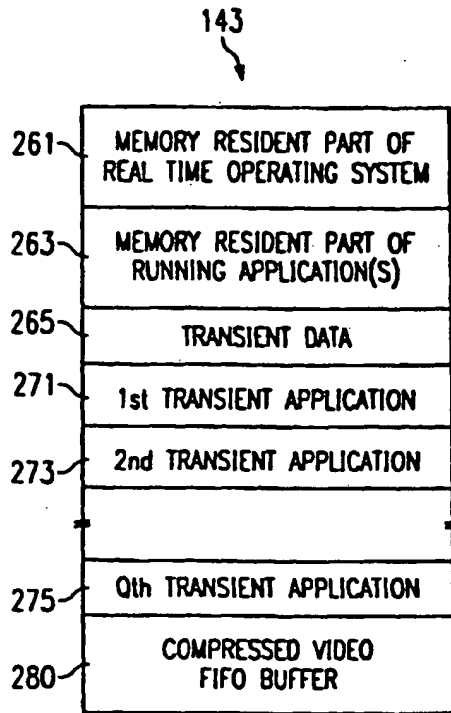 143
261
MEMORY RESIDENT PART OF
REAL TIME OPERATING SYSTEM
263
MEMORY RESIDENT PART OF
RUNNING APPLICATION(S)
265
TRANSIENT DATA
271
1st TRANSIENT APPLICATION
273
2nd TRANSIENT APPLICATION
275
Qth TRANSIENT APPLICATION
280
COMPRESSED VIDEO
FIFO BUFFER